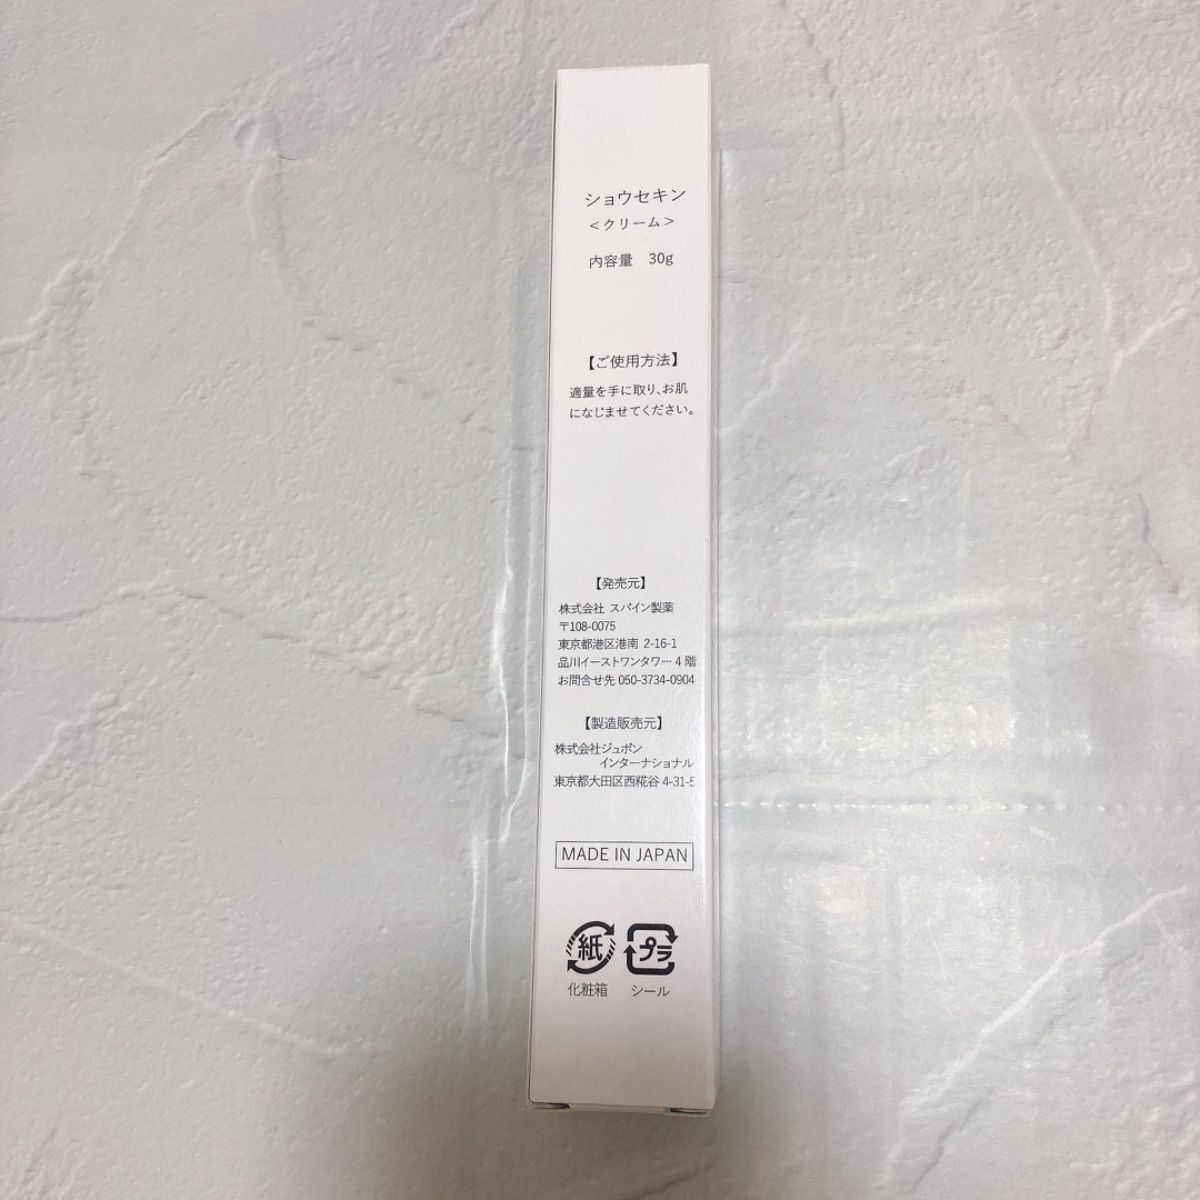 ショウセキン
<クリーム>
内容量 30g
【ご使用方法】
適量を手に取り、お肌
になじませてください。
【発売元】
株式会社 スパイン製薬
〒108-0075
東京都港区港南 2-16-1
品川イーストワンタワー 4 階
お問合せ先 050-3734-0904
【製造販売元】
株式会社ジュポン
インターナショナル
東京都大田区西糀谷 4-31-5
MADE IN JAPAN
紙 プラ
化粧箱 シール